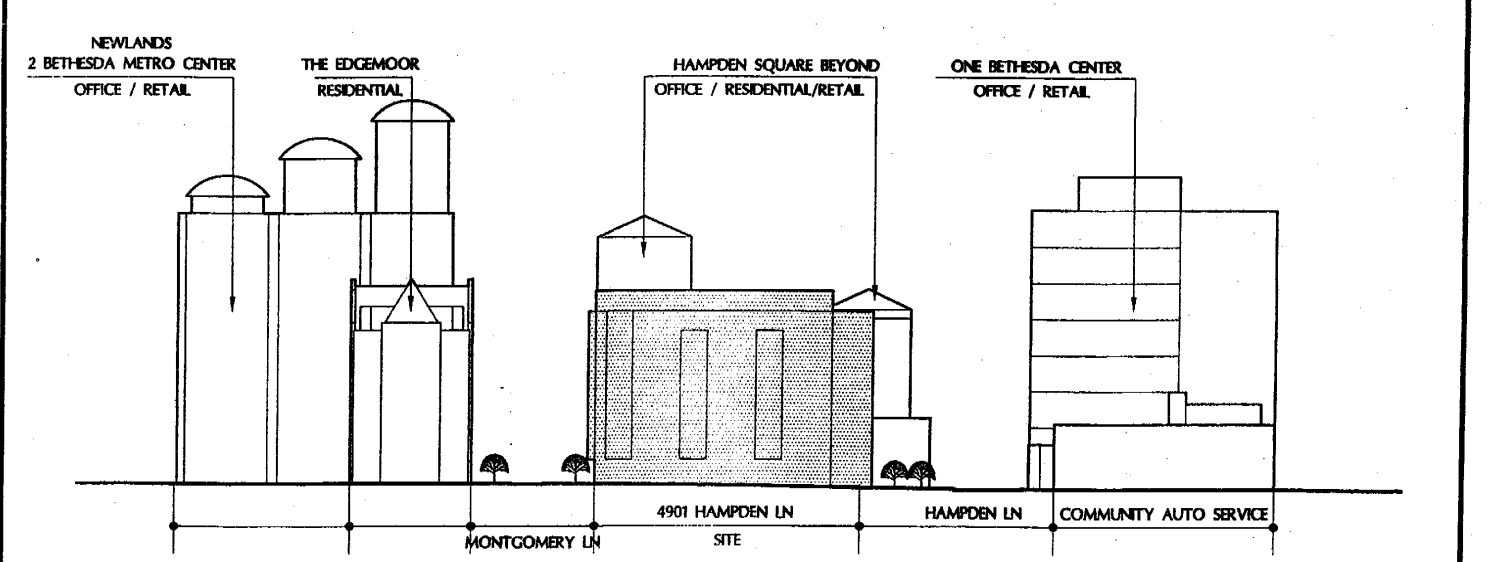 NEWLANDS
2 BETHESDA METRO CENTER
OFFICE / RETAIL
THE EDGEMOOR
RESIDENTIAL
HAMPDEN SQUARE BEYOND
OFFICE / RESIDENTIAL/RETAIL
ONE BETHESDA CENTER
OFFICE / RETAIL
MONTGOMERY LN
4901 HAMPDEN LN
SITE
HAMPDEN LN
COMMUNITY AUTO SERVICE